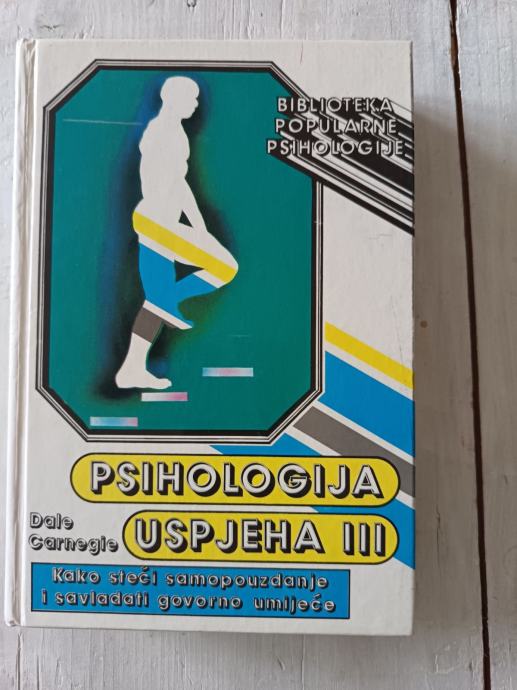 BIBLIOTEKA
POPULARNE
PSIHOLOGIJE
PSIHOLOGIJA
Dale
Carnegie
USPJEHA III
Kako steći samopouzdanje
i savladati govorno umijeće